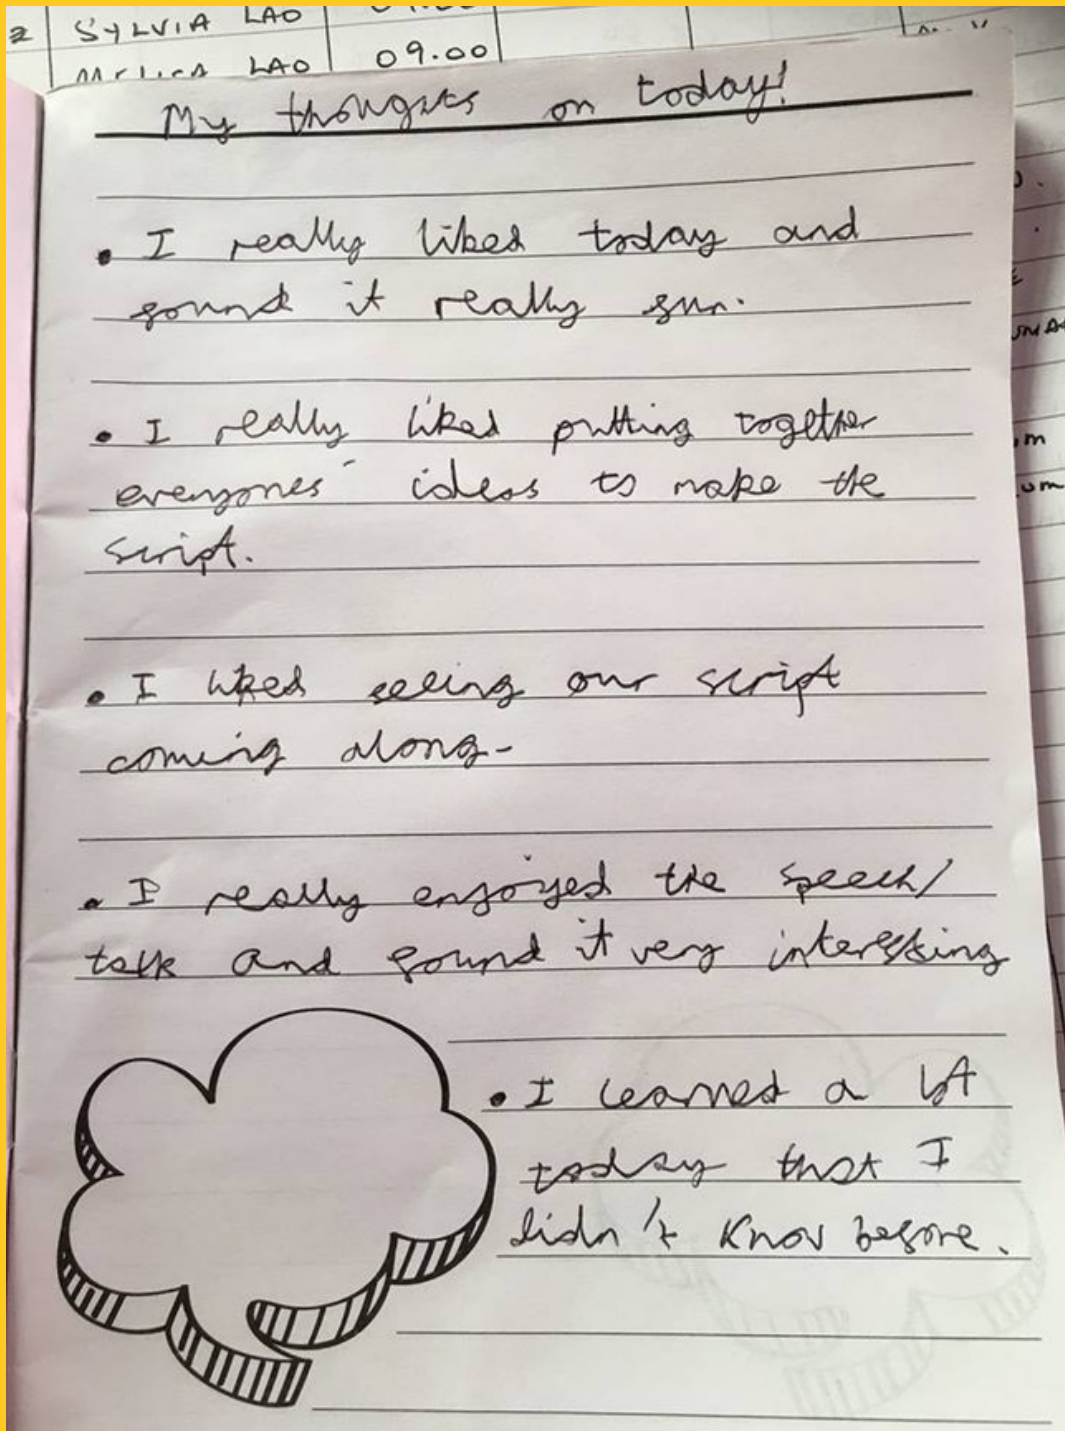 2 SYLVIA LAO
LAO 09.00
My thoughts on today!
• I really liked today and
found it really fun.
• I really liked putting together
everyones' ideas to make the
script.
• I liked seeing our script
coming along-
• I really enjoyed the speech/
talk and found it very interesting
• I learned a lot
today that I
didn't know before.